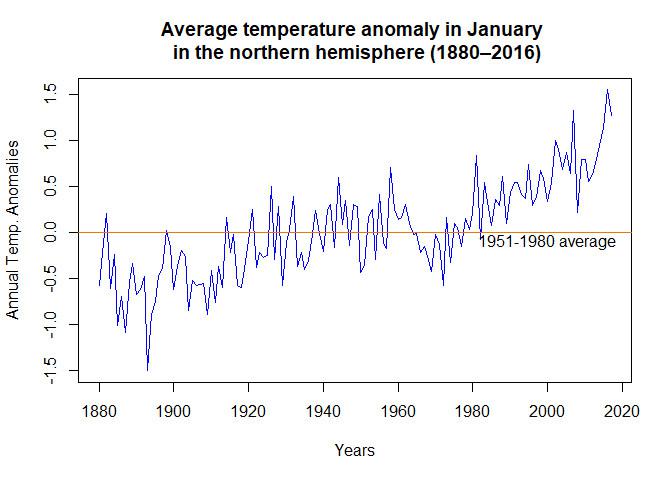 Average temperature anomaly in January
in the northern hemisphere (1880–2016)
Annual Temp. Anomalies
1.5
1.0
0.5
0.0
-0.5
-1.0
-1.5
1951-1980 average
1880 1900 1920 1940 1960 1980 2000 2020
Years